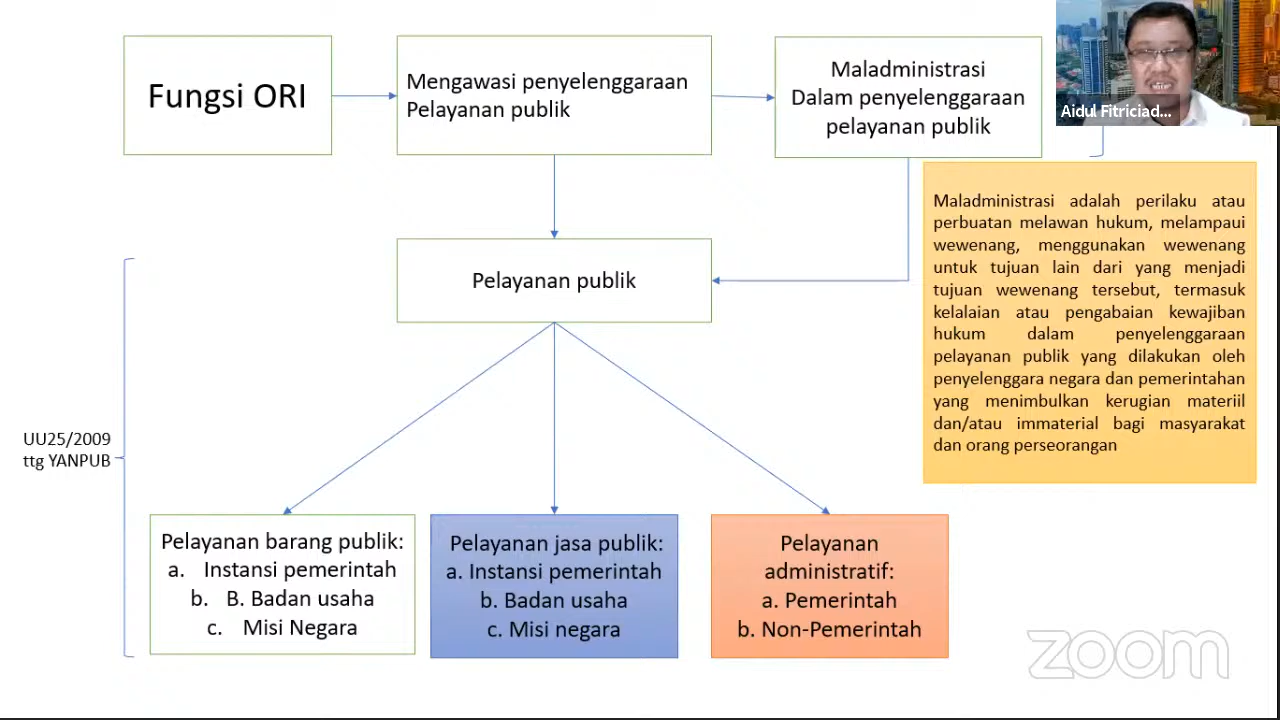 Fungsi ORI
Mengawasi penyelenggaraan
Pelayanan publik
Maladministrasi
Dalam penyelenggaraan
pelayanan publik
Aidul Fitriciad...
Maladministrasi adalah perilaku atau
perbuatan melawan hukum, melampaui
wewenang, menggunakan wewenang
untuk tujuan lain dari yang menjadi
tujuan wewenang tersebut, termasuk
kelalaian atau pengabaian kewajiban
hukum dalam penyelenggaraan
pelayanan publik yang dilakukan oleh
penyelenggara negara dan pemerintahan
yang menimbulkan kerugian materiil
dan/atau immaterial bagi masyarakat
dan orang perseorangan
Pelayanan publik
UU25/2009
ttg YANPUB
Pelayanan barang publik:
a. Instansi pemerintah
b. B. Badan usaha
c. Misi Negara
Pelayanan jasa publik:
a. Instansi pemerintah
b. Badan usaha
c. Misi negara
Pelayanan
administratif:
a. Pemerintah
b. Non-Pemerintah
zoom